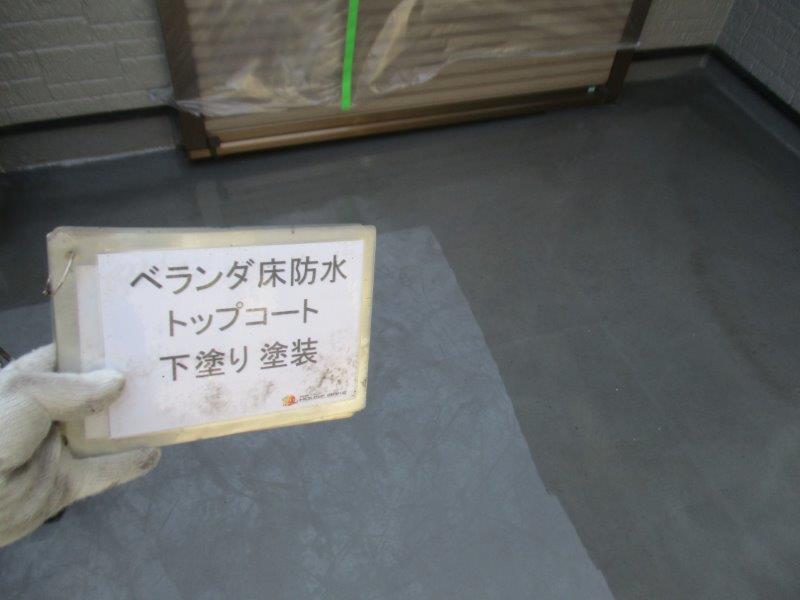 ベランダ床防水
トップコート
下塗り 塗装